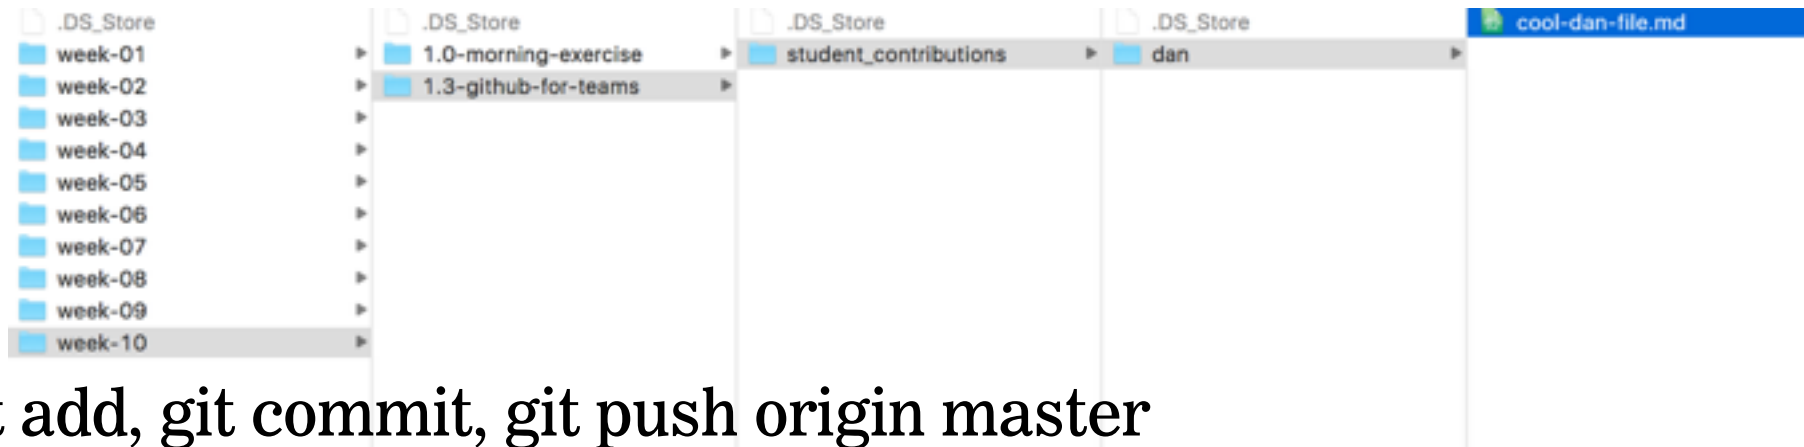 .DS_Store
week-01
week-02
week-03
week-04
week-05
week-06
week-07
week-08
week-09
week-10
.DS_Store
1.0-morning-exercise
1.3-github-for-teams
.DS_Store
student_contributions
.DS_Store
dan
cool-dan-file.md
add, git commit, git push origin master